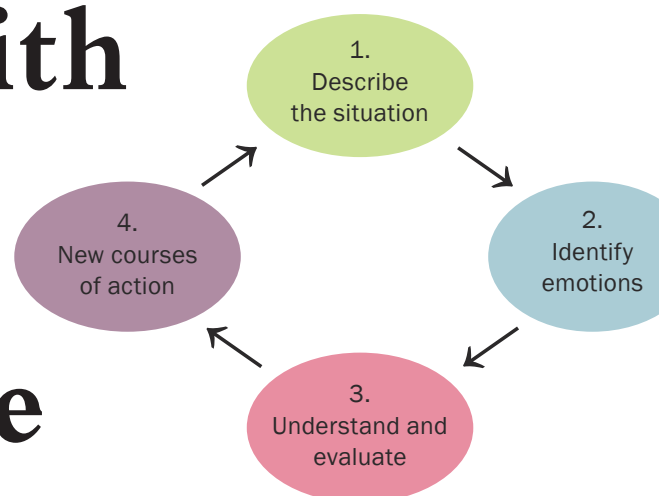 ith
1.
Describe
the situation
2.
Identify
emotions
4.
New courses
of action
3.
Understand and
evaluate
e